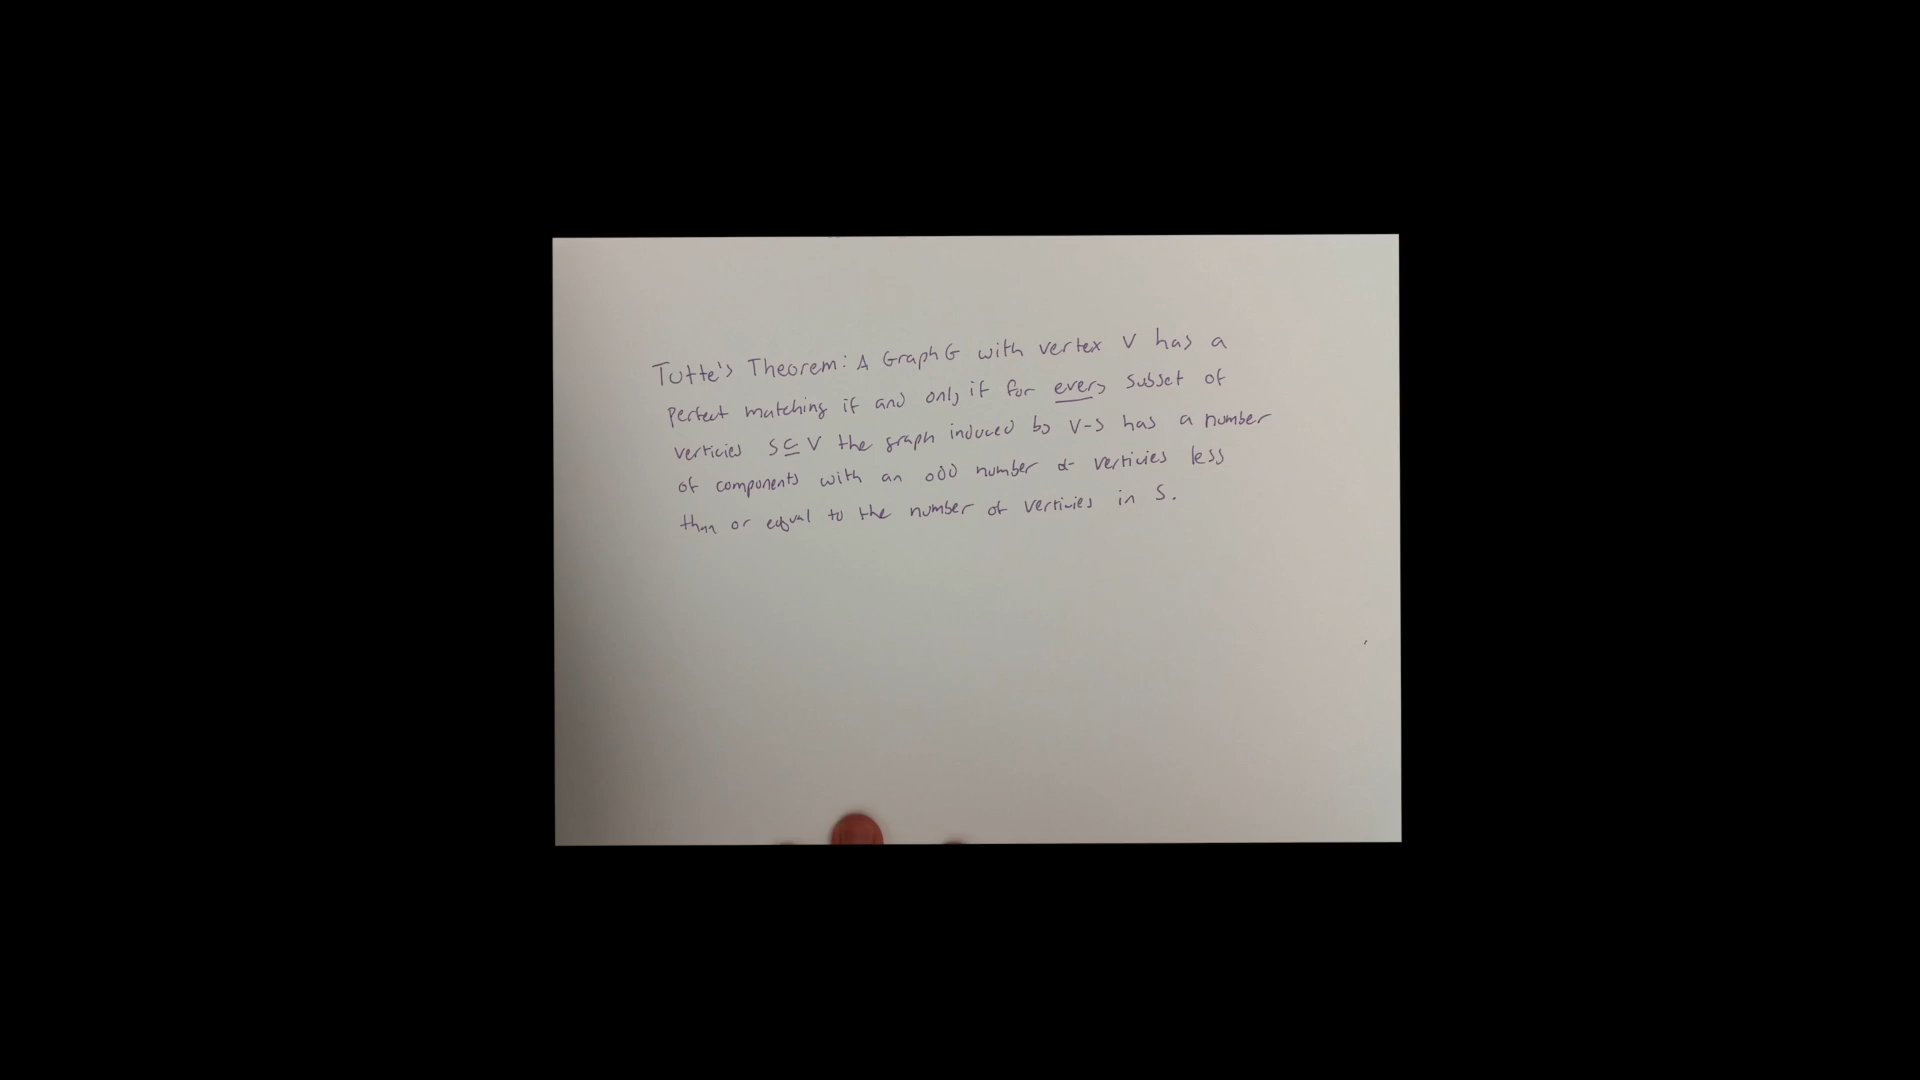 Tutte's Theorem: A Graph G with vertex V has a
perfect matching if and only if for every subset of
verticies S ⊆ V the graph induced by V-S has a number
of components with an odd number of verticies less
than or equal to the number of verticies in S.